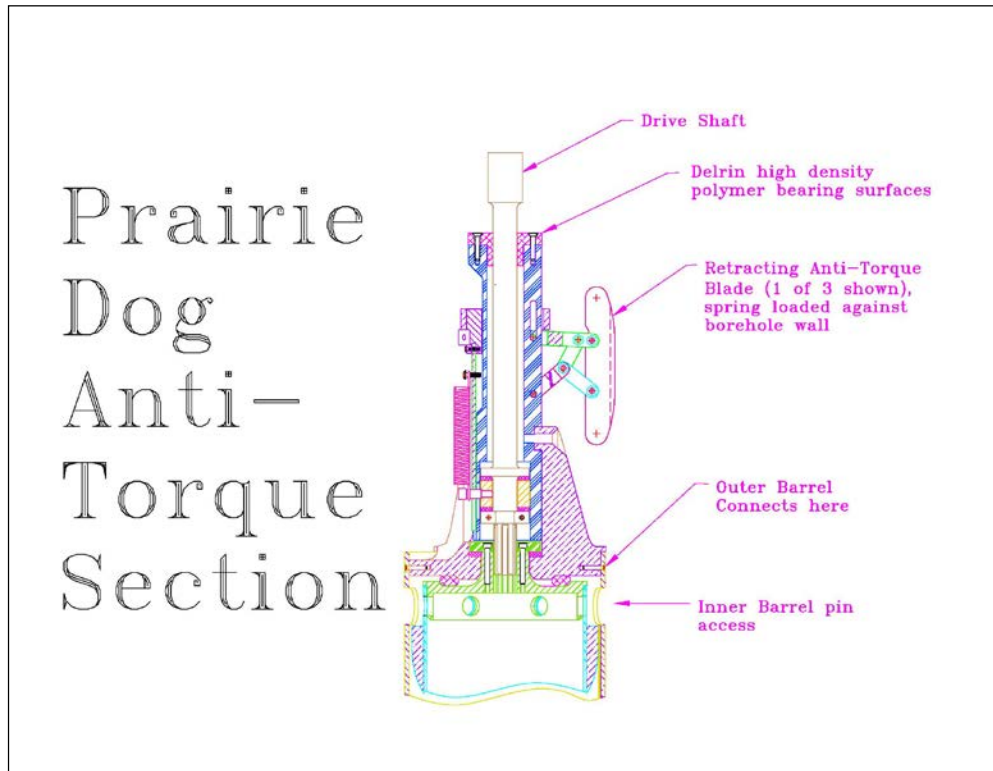 Prairie
Dog
Anti-
Torque
Section
Drive Shaft
Delrin high density
polymer bearing surfaces
Retracting Anti-Torque
Blade (1 of 3 shown),
spring loaded against
borehole wall
Outer Barrel
Connects here
Inner Barrel pin
access